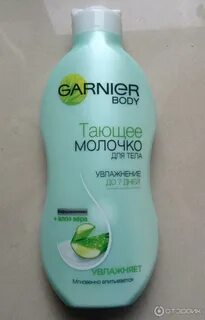 GARNIER
BODY
Тающее
МОЛОЧКО
ДЛЯ ТЕЛА
УВЛАЖНЕНИЕ
ДО 7 ДНЕЙ
+ алоэ вера
УВЛАЖНЯЕТ
Мгновенно впитывается